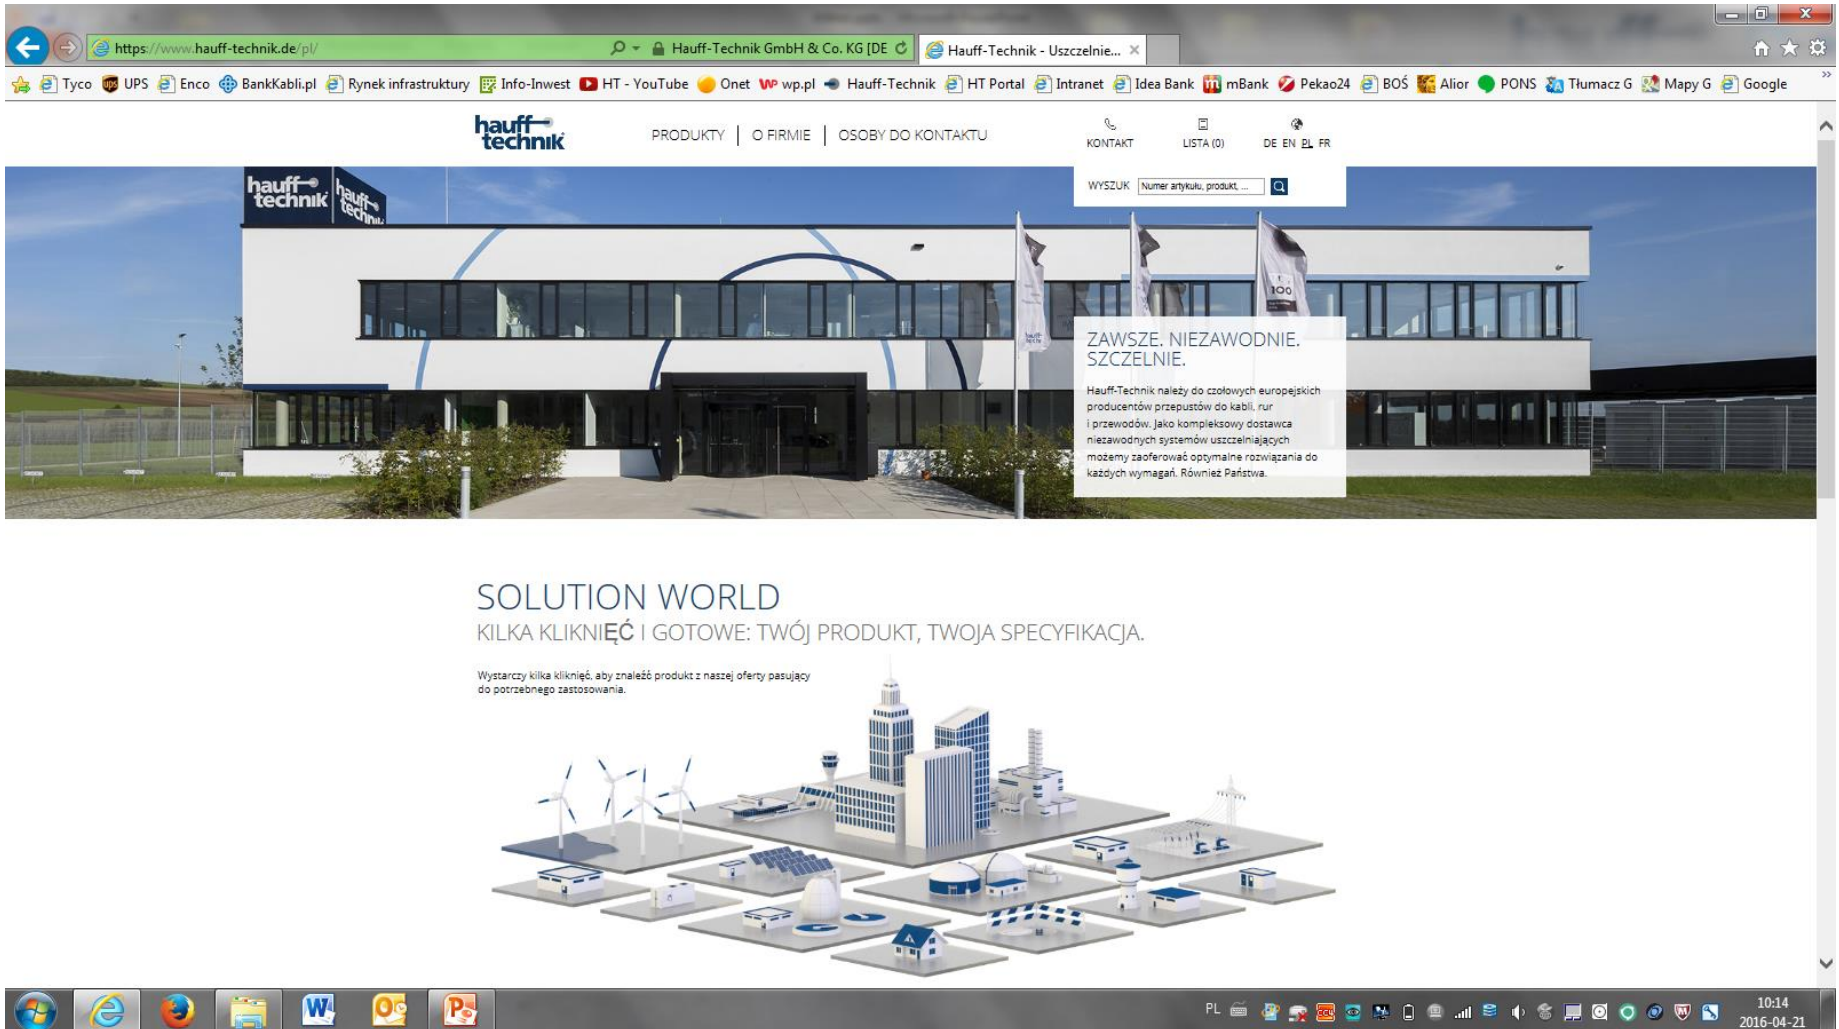 https://www.hauff-technik.de/pl/
Hauff-Technik GmbH & Co. KG [DE
Hauff-Technik - Uszczelnie...
Tyco UPS Enco BankKabli.pl Rynek infrastruktury Info-Inwest HT - YouTube Onet wp.pl Hauff-Technik HT Portal Intranet Idea Bank mBank Pekao24 BOŚ Alior PONS Tłumacz G Mapy G Google
hauff-technik
PRODUKTY | O FIRMIE | OSOBY DO KONTAKTU
KONTAKT LISTA (0) DE EN PL FR
WYSZUK Numer artykułu, produkt, ...
hauff technik
hauff technik
100
ZAWSZE. NIEZAWODNIE.
SZCZELNIE.
Hauff-Technik należy do czołowych europejskich
producentów przepustów do kabli, rur
i przewodów. Jako kompleksowy dostawca
niezawodnych systemów uszczelniających
możemy zaoferować optymalne rozwiązania do
każdych wymagań. Również Państwa.
SOLUTION WORLD
KILKA KLIKNIĘĆ I GOTOWE: TWÓJ PRODUKT, TWOJA SPECYFIKACJA.
Wystarczy kilka kliknięć, aby znaleźć produkt z naszej oferty pasujący
do potrzebnego zastosowania.
PL
10:14
2016-04-21